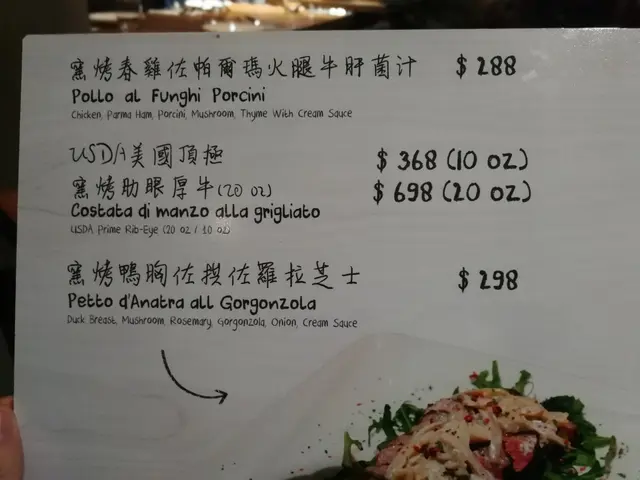 窯烤春雞佐帕爾瑪火腿牛肝菌汁 $ 288
Pollo al Funghi Porcini
Chicken, Parma Ham, Porcini, Mushroom, Thyme With Cream Sauce
USDA美國頂極 $ 368 (10 oz)
窯烤肋眼厚牛(20 oz) $ 698 (20 oz)
Costata di manzo alla grigliato
USDA Prime Rib-Eye (20 oz / 10 oz)
窯烤鴨胸佐拱佐羅拉芝士 $ 298
Petto d'Anatra all Gorgonzola
Duck Breast, Mushroom, Rosemary, Gorgonzola, Onion, Cream Sauce